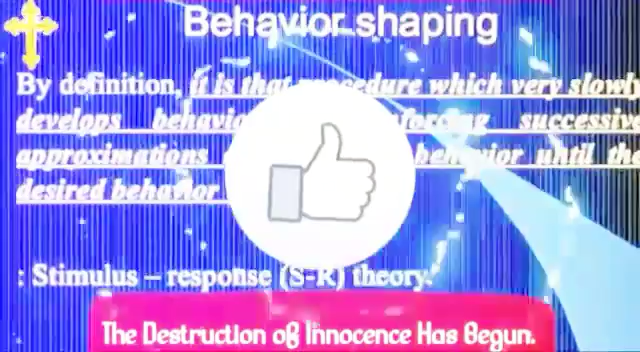 Behavior shaping
By definition, it is that procedure which very slowly
develops behavior successive
approximations behavior until the
desired behavior
: Stimulus – response (S-R) theory.
The Destruction of Innocence Has Begun.